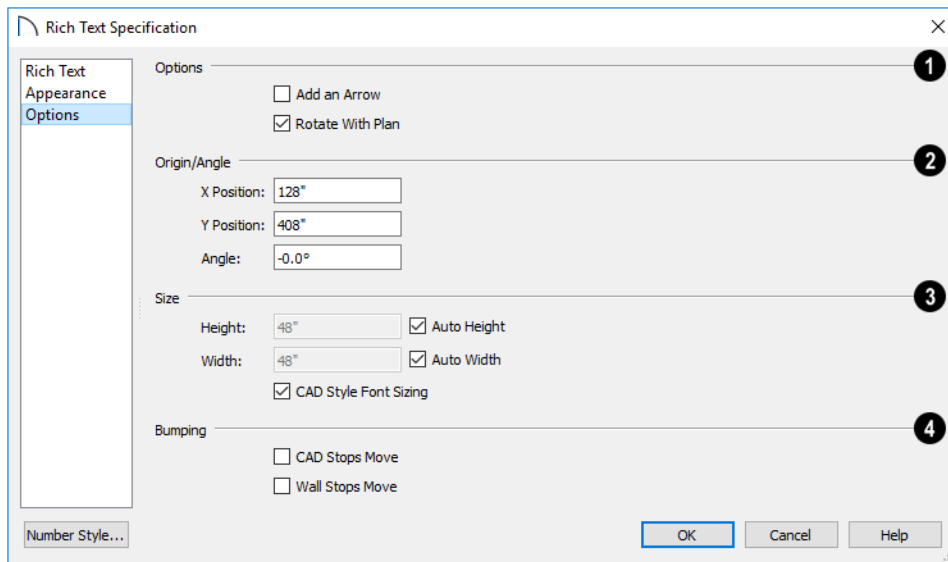 Rich Text Specification
Rich Text
Appearance
Options
Options 1
Add an Arrow
Rotate With Plan
Origin/Angle 2
X Position: 128"
Y Position: 408"
Angle: -0.0°
Size 3
Height: 48" Auto Height
Width: 48" Auto Width
CAD Style Font Sizing
Bumping 4
CAD Stops Move
Wall Stops Move
Number Style... OK Cancel Help